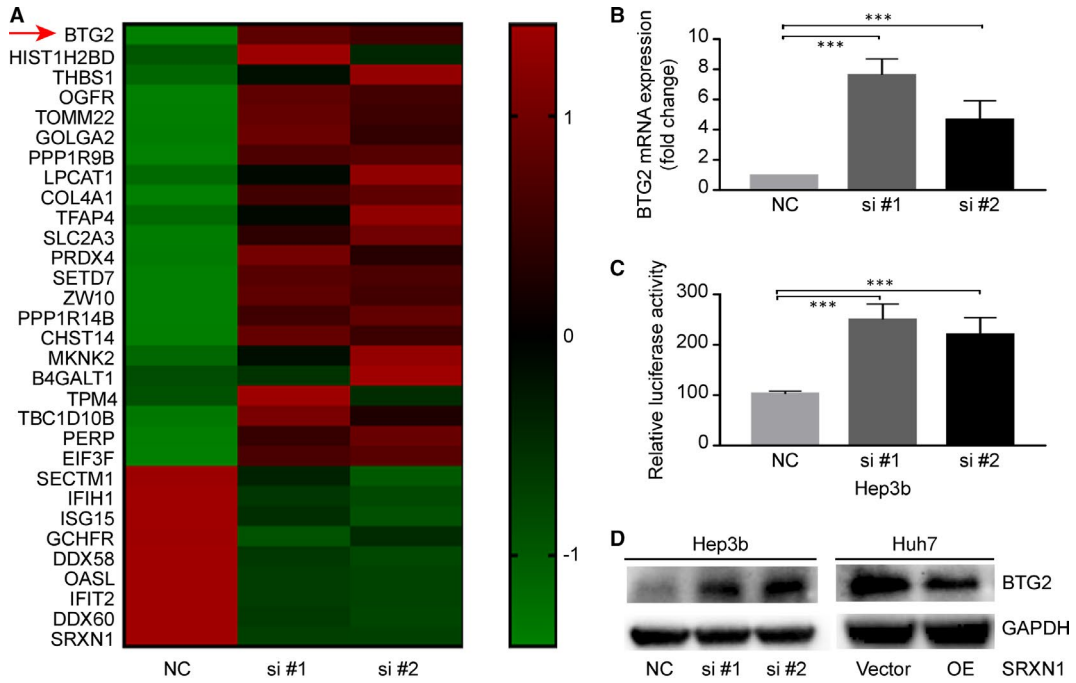 A
BTG2
HIST1H2BD
THBS1
OGFR
TOMM22
GOLGA2
PPP1R9B
LPCAT1
COL4A1
TFAP4
SLC2A3
PRDX4
SETD7
ZW10
PPP1R14B
CHST14
MKNK2
B4GALT1
TPM4
TBC1D10B
PERP
EIF3F
SECTM1
IFIH1
ISG15
GCHFR
DDX58
OASL
IFIT2
DDX60
SRXN1
NC si #1 si #2
1
0
-1
B
BTG2 mRNA expression
(fold change)
10
8
6
4
2
0
***
***
NC si #1 si #2
C
Relative luciferase activity
300
200
100
0
***
***
NC si #1 si #2
Hep3b
D
Hep3b Huh7
BTG2
GAPDH
NC si #1 si #2 Vector OE SRXN1